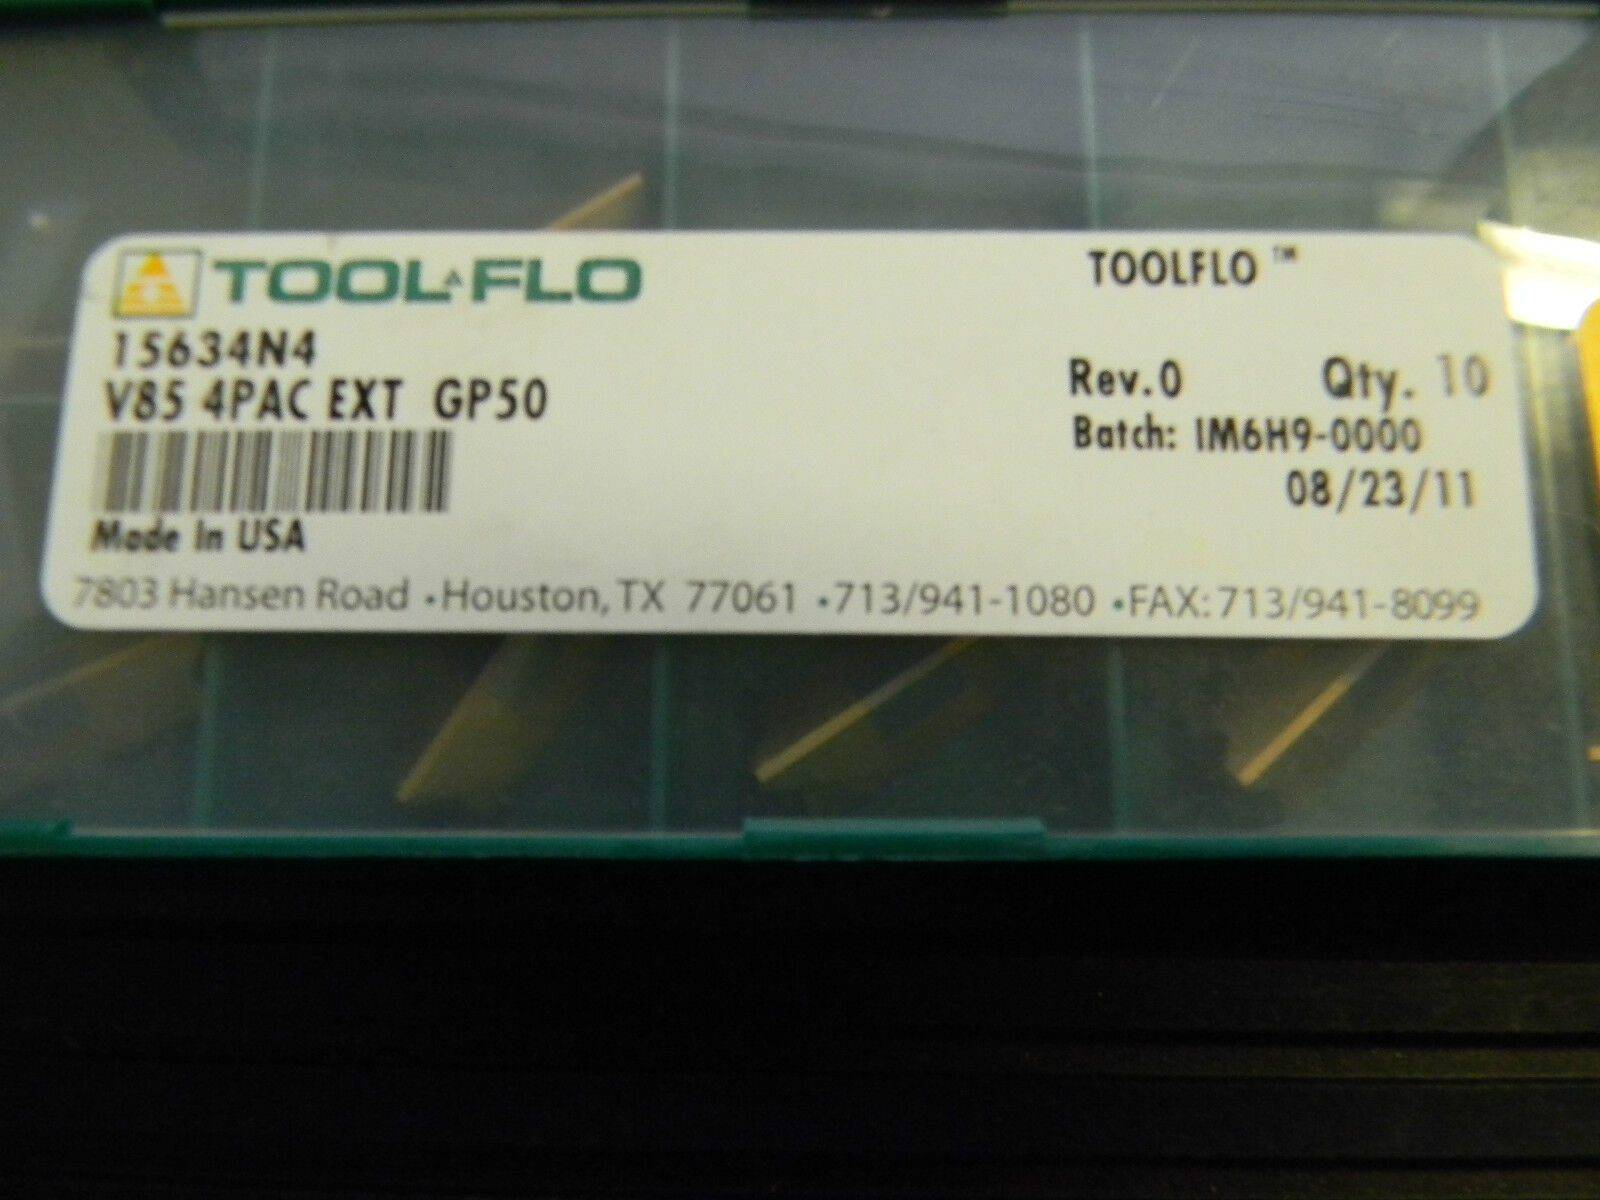 TOOL FLO
TOOLFLO™
15634N4
V85 4PAC EXT GP50
Rev.0 Qty. 10
Batch: IM6H9-0000
08/23/11
Made In USA
7803 Hansen Road •Houston, TX 77061 •713/941-1080 •FAX:713/941-8099